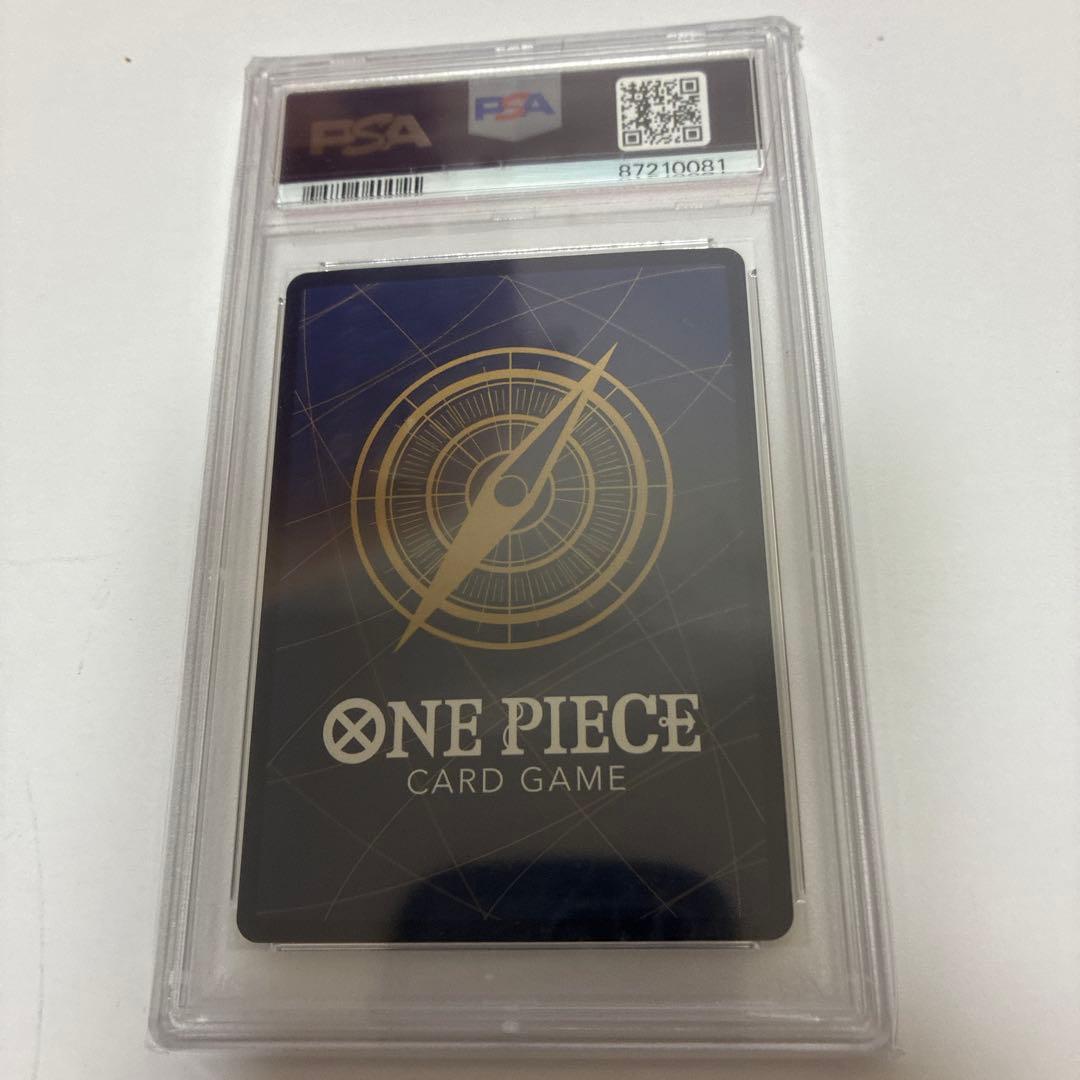 PSA
PSA
87210081
ONE PIECE
CARD GAME